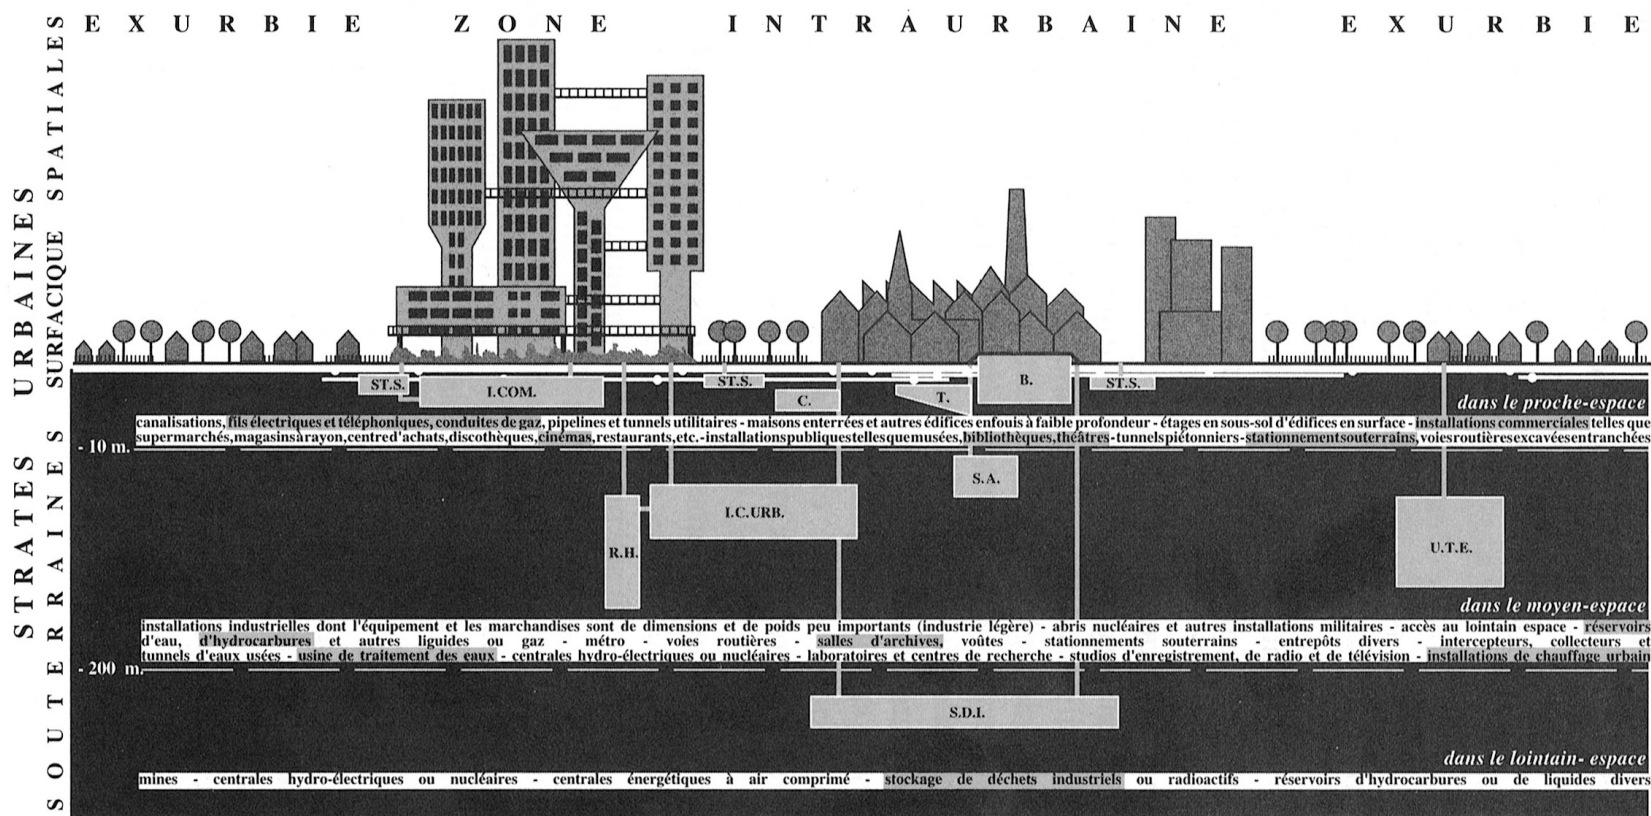 EXURBIE ZONE INTRAURBAINE EXURBIE
STRATES URBAINES
SOUTERRAINES SURFACIQUE SPATIALES
ST.S.
I.COM.
ST.S.
C.
T.
B.
ST.S.
dans le proche-espace
canalisations, fils électriques et téléphoniques, conduites de gaz, pipelines et tunnels utilitaires - maisons enterrées et autres édifices enfouis à faible profondeur - étages en sous-sol d'édifices en surface - installations commerciales telles que
supermarchés, magasins à rayon, centre d'achats, discothèques, cinémas, restaurants, etc. - installations publiques telles que musées, bibliothèques, théâtres - tunnels piétonniers - stationnement souterrains, voies routières excavées en tranchées
- 10 m.
S.A.
I.C.URB.
R.H.
U.T.E.
dans le moyen-espace
installations industrielles dont l'équipement et les marchandises sont de dimensions et de poids peu importants (industrie légère) - abris nucléaires et autres installations militaires - accès au lointain espace - réservoirs
d'eau, d'hydrocarbures et autres liguides ou gaz - métro - voies routières - salles d'archives, voûtes - stationnements souterrains - entrepôts divers - intercepteurs, collecteurs et
tunnels d'eaux usées - usine de traitement des eaux - centrales hydro-électriques ou nucléaires - laboratoires et centres de recherche - studios d'enregistrement, de radio et de télévision - installations de chauffage urbain
- 200 m.
S.D.I.
dans le lointain- espace
mines - centrales hydro-électriques ou nucléaires - centrales énergétiques à air comprimé - stockage de déchets industriels ou radioactifs - réservoirs d'hydrocarbures ou de liquides divers